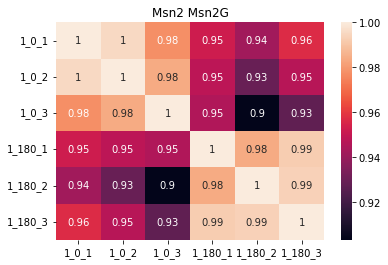 Msn2 Msn2G
1_0_1 1 1 0.98 0.95 0.94 0.96
1_0_2 1 1 0.98 0.95 0.93 0.95
1_0_3 0.98 0.98 1 0.95 0.9 0.93
1_180_1 0.95 0.95 0.95 1 0.98 0.99
1_180_2 0.94 0.93 0.9 0.98 1 0.99
1_180_3 0.96 0.95 0.93 0.99 0.99 1
1_0_1 1_0_2 1_0_3 1_180_1 1_180_2 1_180_3
1.00
0.98
0.96
0.94
0.92